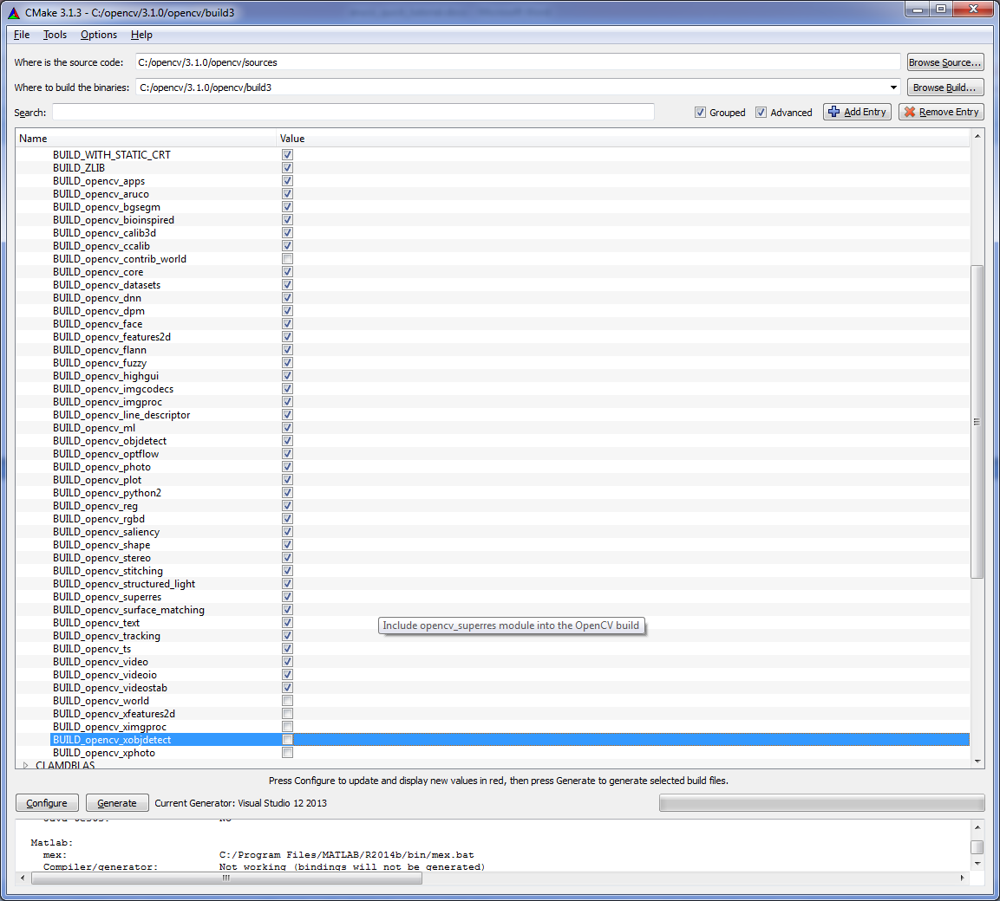 CMake 3.1.3 - C:/opencv/3.1.0/opencv/build3
File Tools Options Help
Where is the source code: C:/opencv/3.1.0/opencv/sources Browse Source...
Where to build the binaries: C:/opencv/3.1.0/opencv/build3 Browse Build...
Search: Grouped Advanced Add Entry Remove Entry
Name Value
BUILD_WITH_STATIC_CRT
BUILD_ZLIB
BUILD_opencv_apps
BUILD_opencv_aruco
BUILD_opencv_bgsegm
BUILD_opencv_bioinspired
BUILD_opencv_calib3d
BUILD_opencv_ccalib
BUILD_opencv_contrib_world
BUILD_opencv_core
BUILD_opencv_datasets
BUILD_opencv_dnn
BUILD_opencv_dpm
BUILD_opencv_face
BUILD_opencv_features2d
BUILD_opencv_flann
BUILD_opencv_fuzzy
BUILD_opencv_highgui
BUILD_opencv_imgcodecs
BUILD_opencv_imgproc
BUILD_opencv_line_descriptor
BUILD_opencv_ml
BUILD_opencv_objdetect
BUILD_opencv_optflow
BUILD_opencv_photo
BUILD_opencv_plot
BUILD_opencv_python2
BUILD_opencv_reg
BUILD_opencv_rgbd
BUILD_opencv_saliency
BUILD_opencv_shape
BUILD_opencv_stereo
BUILD_opencv_stitching
BUILD_opencv_structured_light
BUILD_opencv_superres
BUILD_opencv_surface_matching
BUILD_opencv_text
Include opencv_superres module into the OpenCV build
BUILD_opencv_tracking
BUILD_opencv_ts
BUILD_opencv_video
BUILD_opencv_videoio
BUILD_opencv_videostab
BUILD_opencv_world
BUILD_opencv_xfeatures2d
BUILD_opencv_ximgproc
BUILD_opencv_xobjdetect
BUILD_opencv_xphoto
CLAMDBLAS
Press Configure to update and display new values in red, then press Generate to generate selected build files.
Configure Generate Current Generator: Visual Studio 12 2013
Matlab:
mex: C:/Program Files/MATLAB/R2014b/bin/mex.bat
Compiler/generator: Not working (bindings will not be generated)